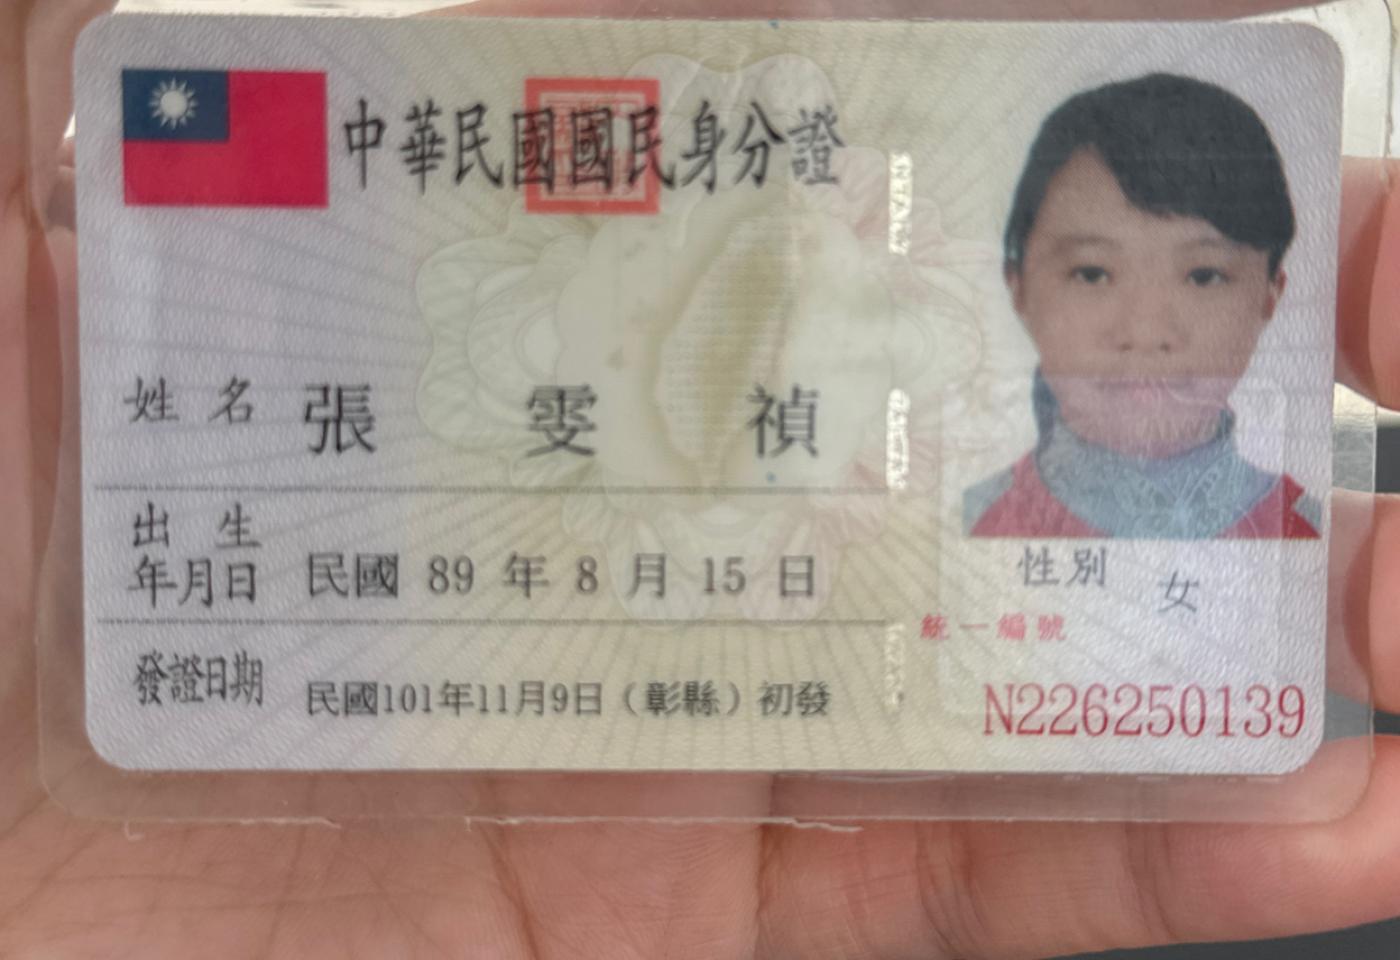 中華民國國民身分證
姓名 張雯禎
出生年月日 民國 89 年 8 月 15 日
發證日期 民國101年11月9日（彰縣）初發
性別 女
統一編號
N226250139